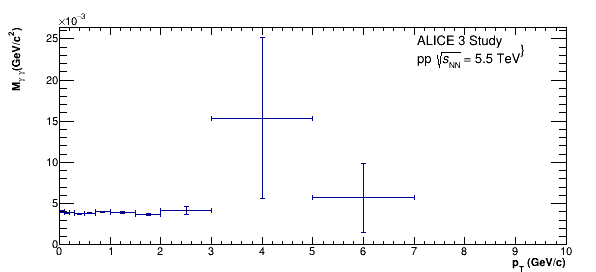 ×10⁻³
M_γγ(GeV/c²)
25
20
15
10
5
0
ALICE 3 Study
pp √s_NN = 5.5 TeV}
0 1 2 3 4 5 6 7 8 9 10
p_T (GeV/c)